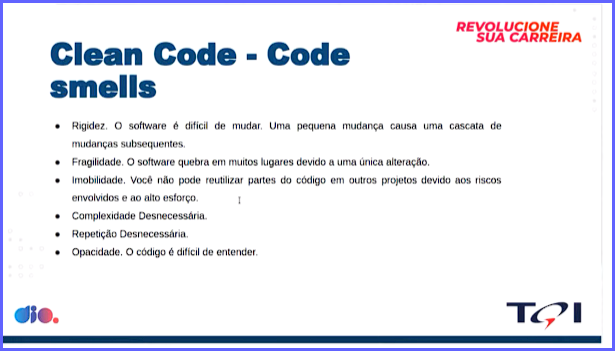 REVOLUCIONE
SUA CARREIRA
Clean Code - Code
smells
• Rigidez. O software é difícil de mudar. Uma pequena mudança causa uma cascata de
mudanças subsequentes.
• Fragilidade. O software quebra em muitos lugares devido a uma única alteração.
• Imobilidade. Você não pode reutilizar partes do código em outros projetos devido aos riscos
envolvidos e ao alto esforço.
• Complexidade Desnecessária.
• Repetição Desnecessária.
• Opacidade. O código é difícil de entender.
dio.
TQI